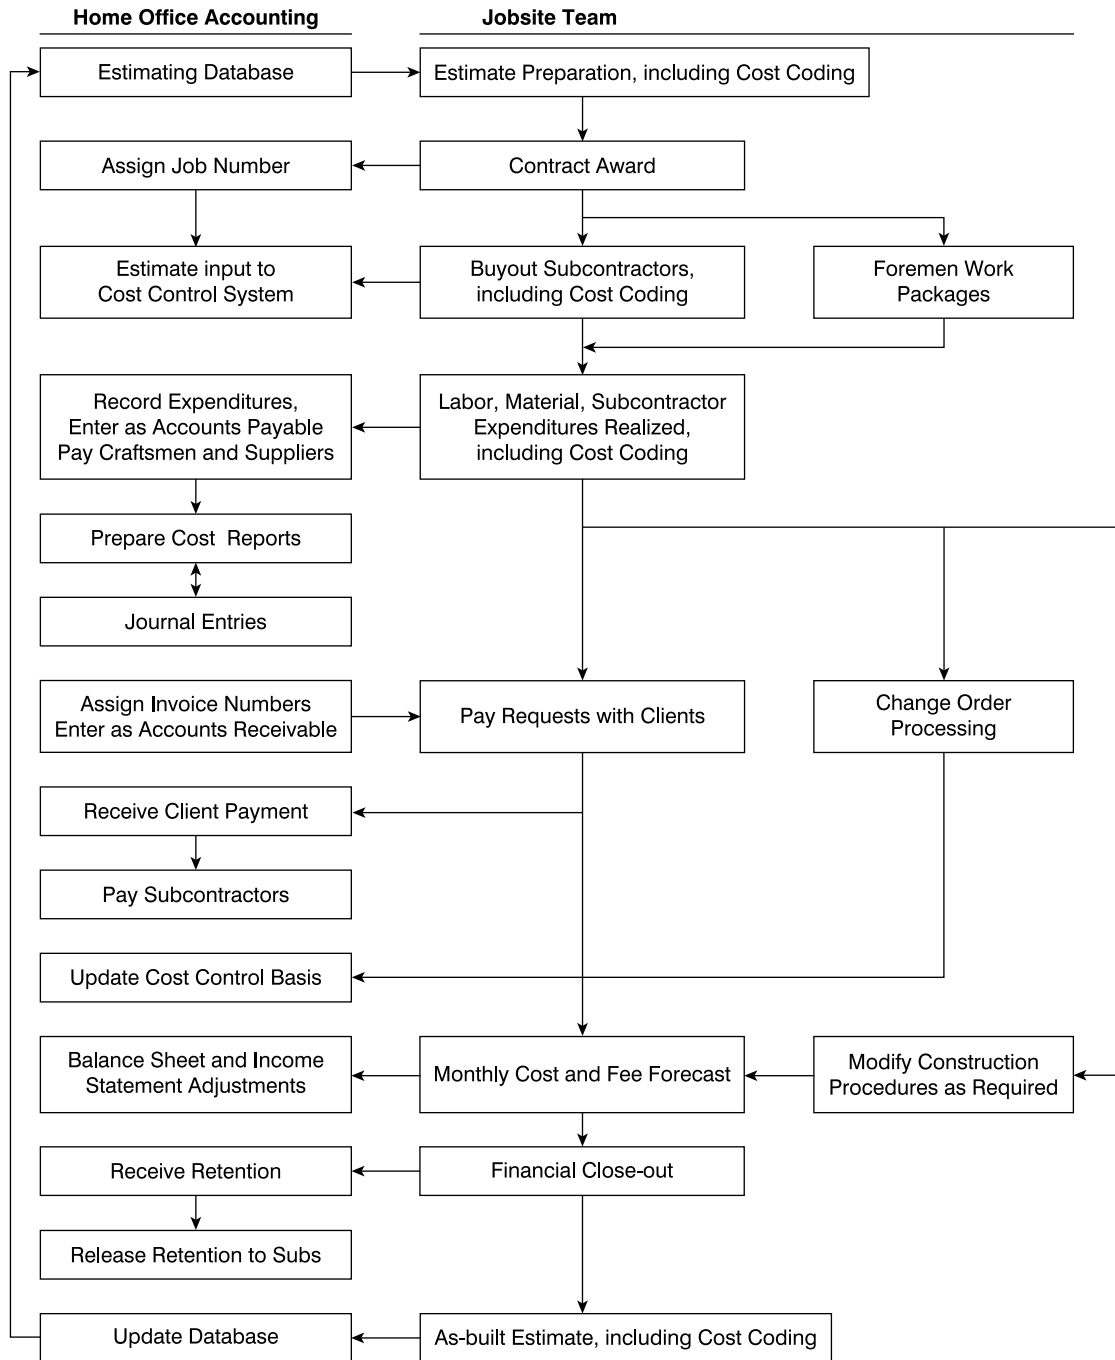 Home Office Accounting
Jobsite Team
Estimating Database
Estimate Preparation, including Cost Coding
Assign Job Number
Contract Award
Estimate input to
Cost Control System
Buyout Subcontractors,
including Cost Coding
Foremen Work
Packages
Record Expenditures,
Enter as Accounts Payable
Pay Craftsmen and Suppliers
Labor, Material, Subcontractor
Expenditures Realized,
including Cost Coding
Prepare Cost Reports
Journal Entries
Assign Invoice Numbers
Enter as Accounts Receivable
Pay Requests with Clients
Change Order
Processing
Receive Client Payment
Pay Subcontractors
Update Cost Control Basis
Balance Sheet and Income
Statement Adjustments
Monthly Cost and Fee Forecast
Modify Construction
Procedures as Required
Receive Retention
Financial Close-out
Release Retention to Subs
Update Database
As-built Estimate, including Cost Coding